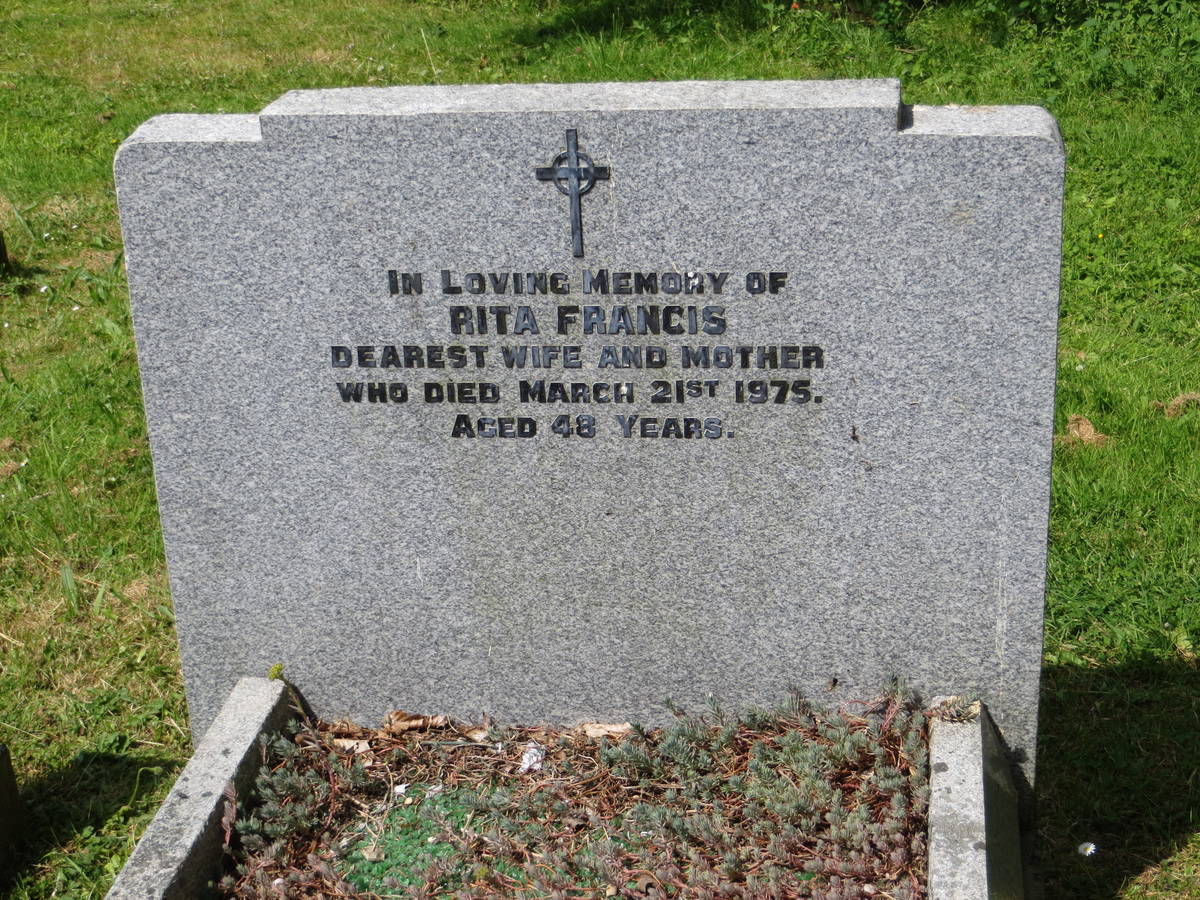 In Loving Memory of
RITA FRANCIS
DEAREST WIFE AND MOTHER
WHO DIED MARCH 21ST 1975.
AGED 48 YEARS.